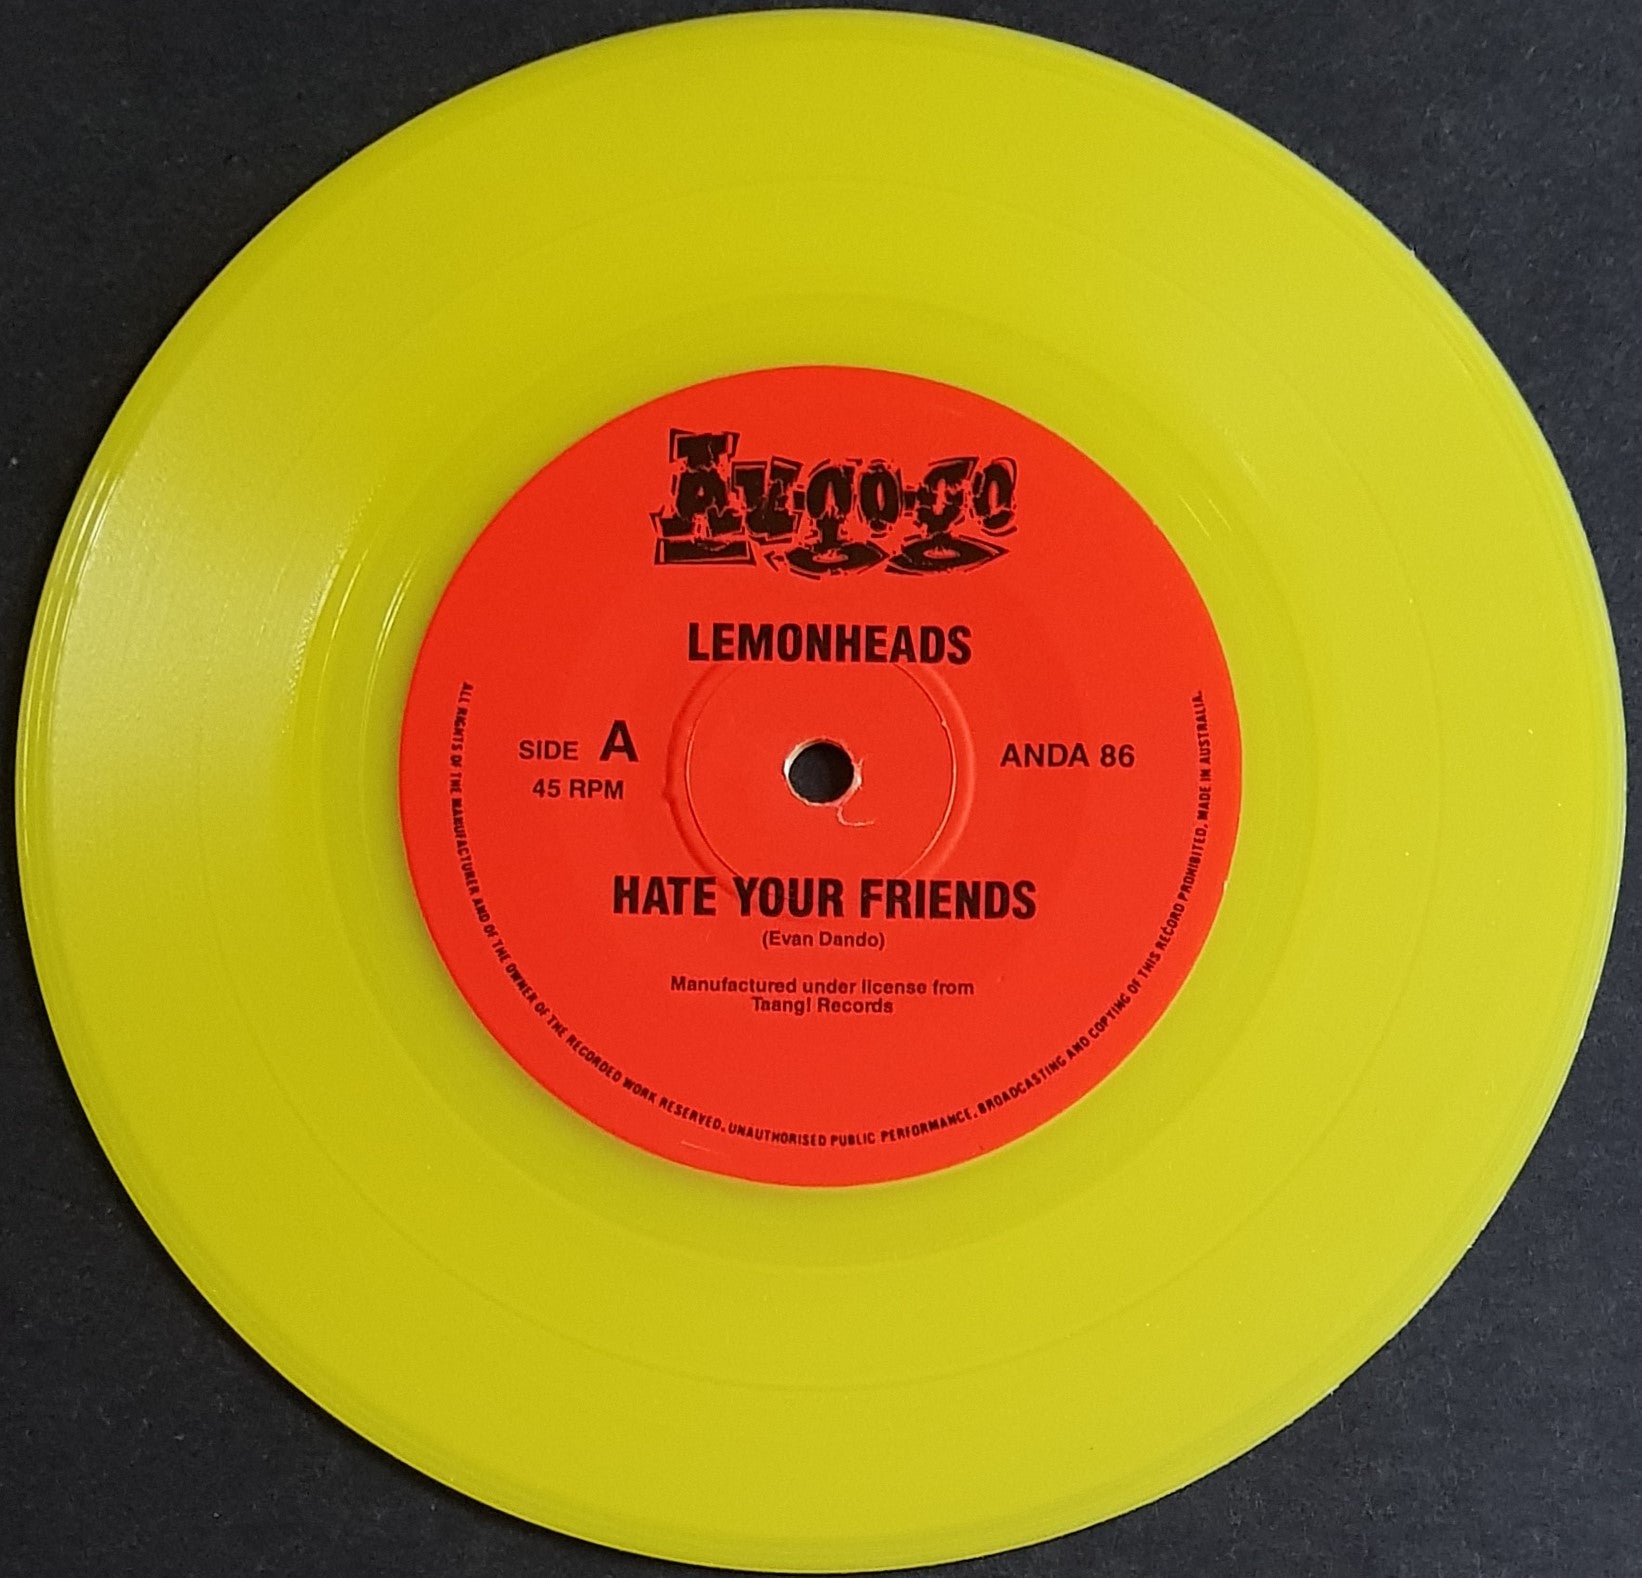 Au-go-go
LEMONHEADS
SIDE A
45 RPM
ANDA 86
HATE YOUR FRIENDS
(Evan Dando)
Manufactured under license from
Taang! Records
ALL RIGHTS OF THE MANUFACTURER AND OF THE OWNER OF THE RECORDED WORK RESERVED. UNAUTHORISED PUBLIC PERFORMANCE, BROADCASTING AND COPYING OF THIS RECORD PROHIBITED. MADE IN AUSTRALIA.